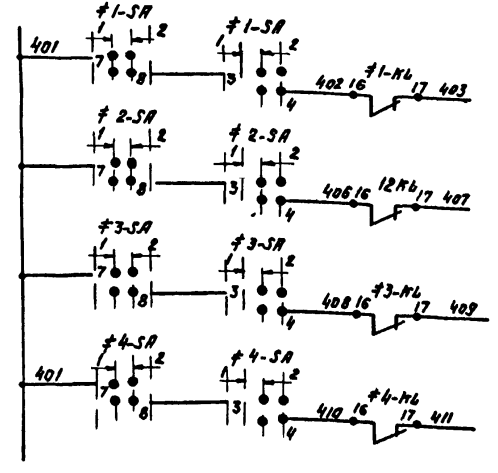 ≠1-SA
≠1-SA
1 2
1 2
401
7 8
3 4
402 16
≠1-KL
17 403
≠2-SA
≠2-SA
1 2
1 2
7 8
3 4
406 16
12KL
17 407
≠3-SA
≠3-SA
1 2
1 2
7 8
3 4
408 16
≠3-KL
17 409
≠4-SA
≠4-SA
1 2
1 2
401
7 8
3 4
410 16
≠4-KL
17 411